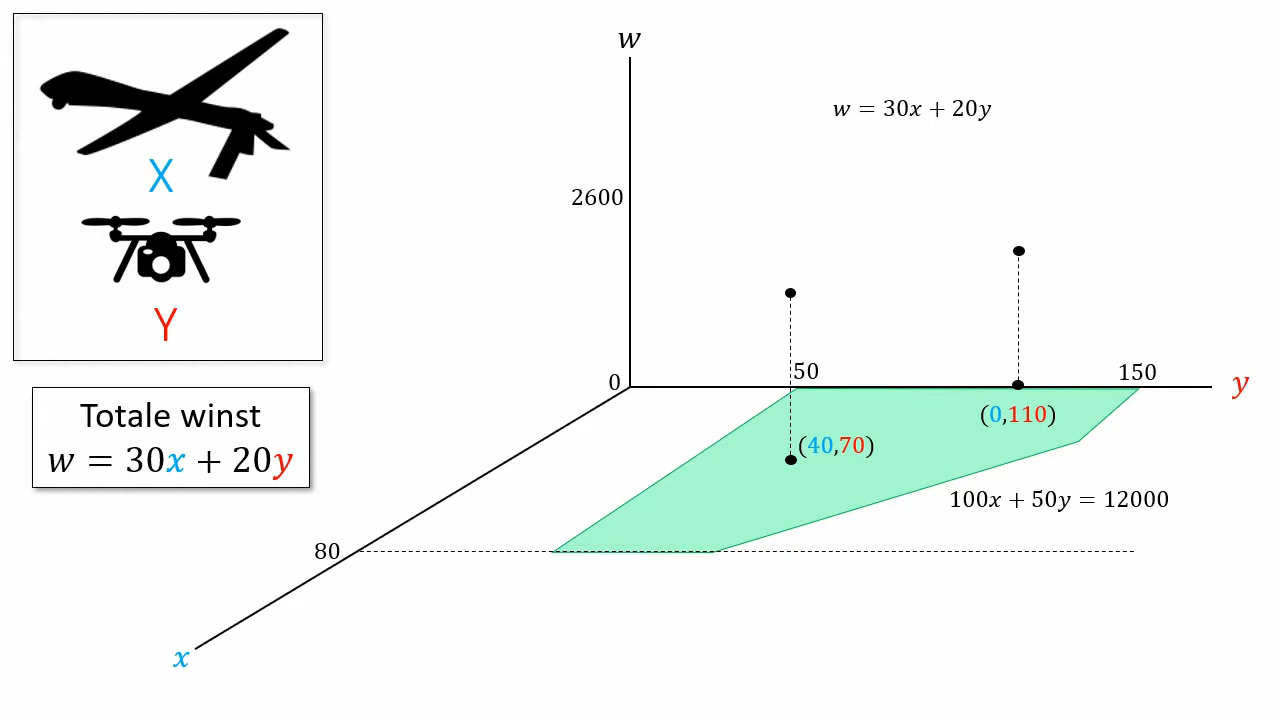 X
Y
Totale winst
w = 30x + 20y
w
w = 30x + 20y
2600
0
50
150
y
(0,110)
(40,70)
100x + 50y = 12000
80
x